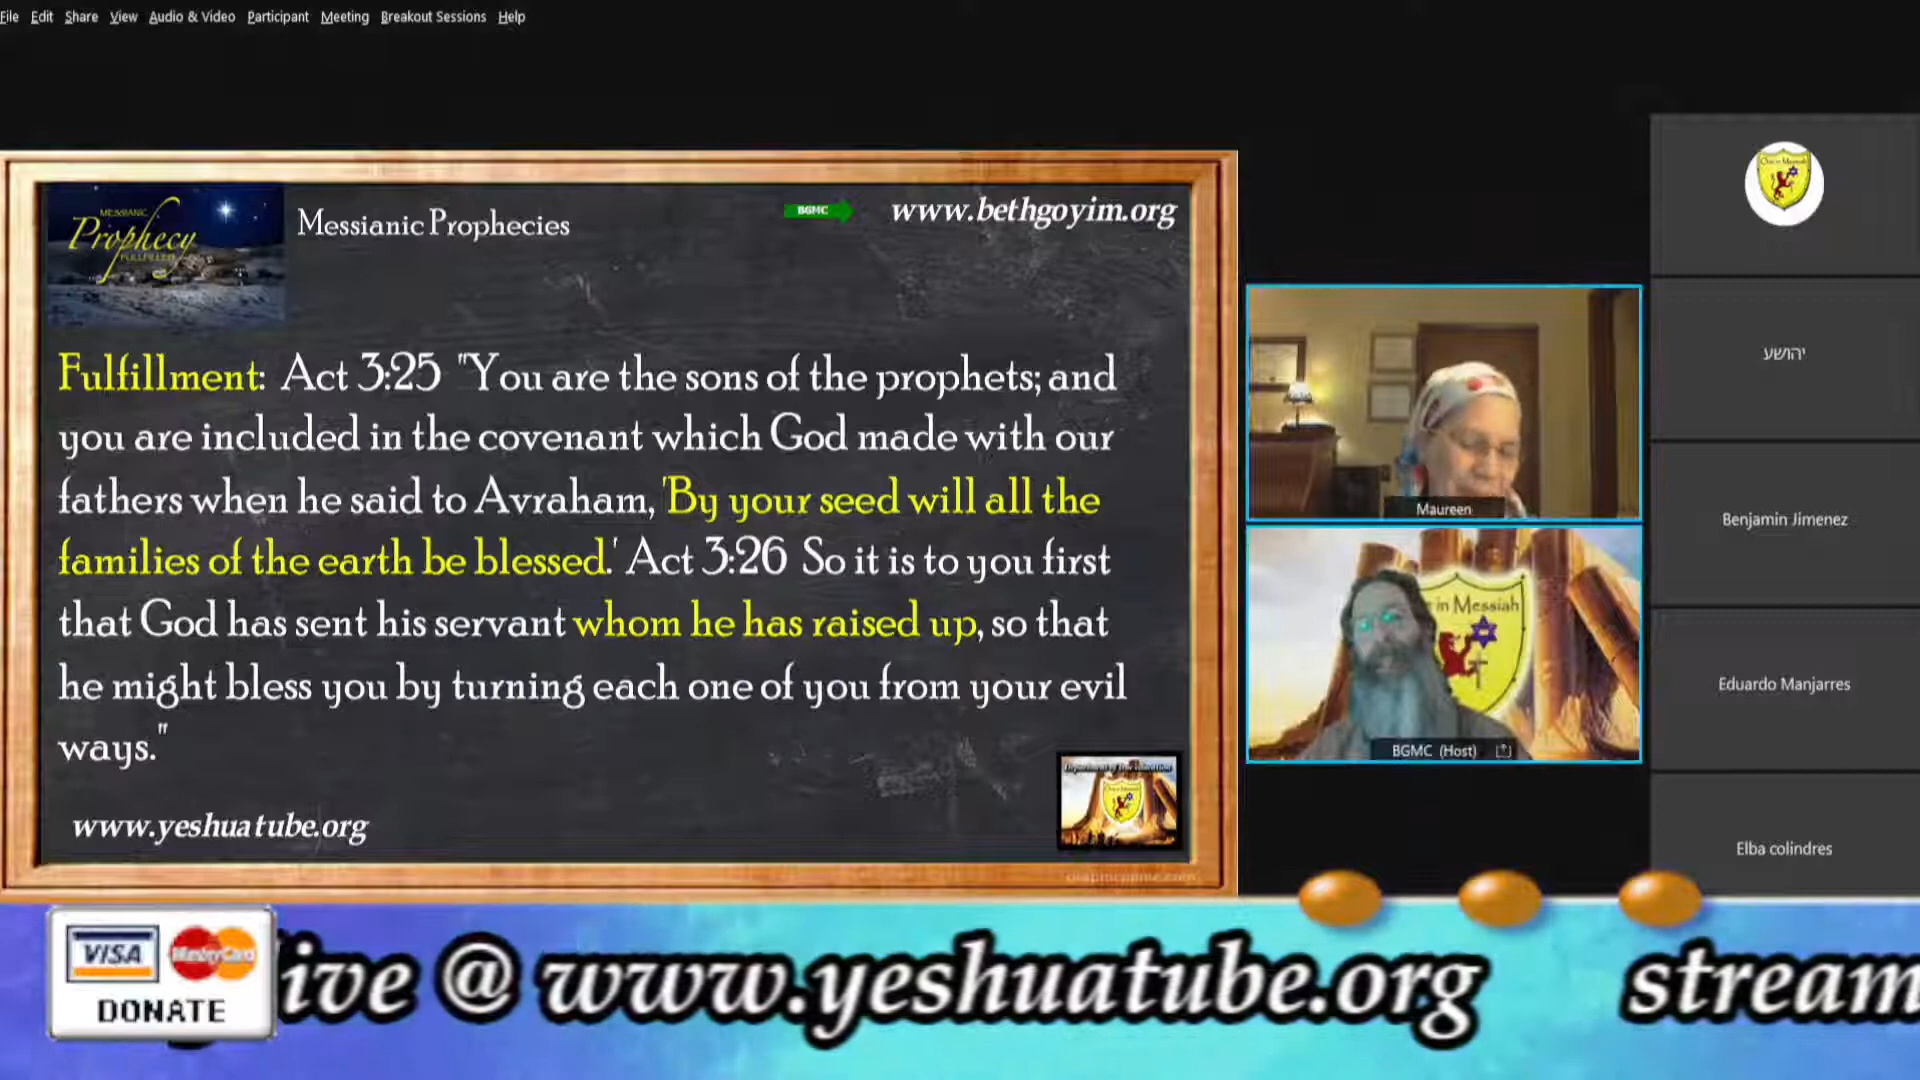 File Edit Share View Audio & Video Participant Meeting Breakout Sessions Help
MESSIANIC
Prophecy
FULFILLED
Messianic Prophecies
BGMC
www.bethgoyim.org
Fulfillment: Act 3:25 "You are the sons of the prophets; and
you are included in the covenant which God made with our
fathers when he said to Avraham, 'By your seed will all the
families of the earth be blessed.' Act 3:26 So it is to you first
that God has sent his servant whom he has raised up, so that
he might bless you by turning each one of you from your evil
ways."
www.yeshuatube.org
Maureen
in Messiah
BGMC (Host)
One in Messiah
יהושע
Benjamin Jimenez
Eduardo Manjarres
Elba colindres
VISA
MasterCard
DONATE
ive @ www.yeshuatube.org
stream